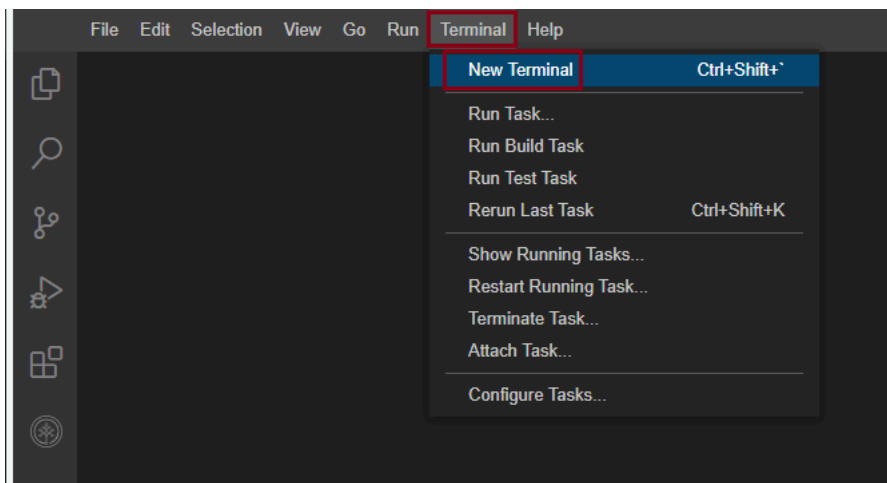 File Edit Selection View Go Run Terminal Help
New Terminal Ctrl+Shift+`
Run Task...
Run Build Task
Run Test Task
Rerun Last Task Ctrl+Shift+K
Show Running Tasks...
Restart Running Task...
Terminate Task...
Attach Task...
Configure Tasks...